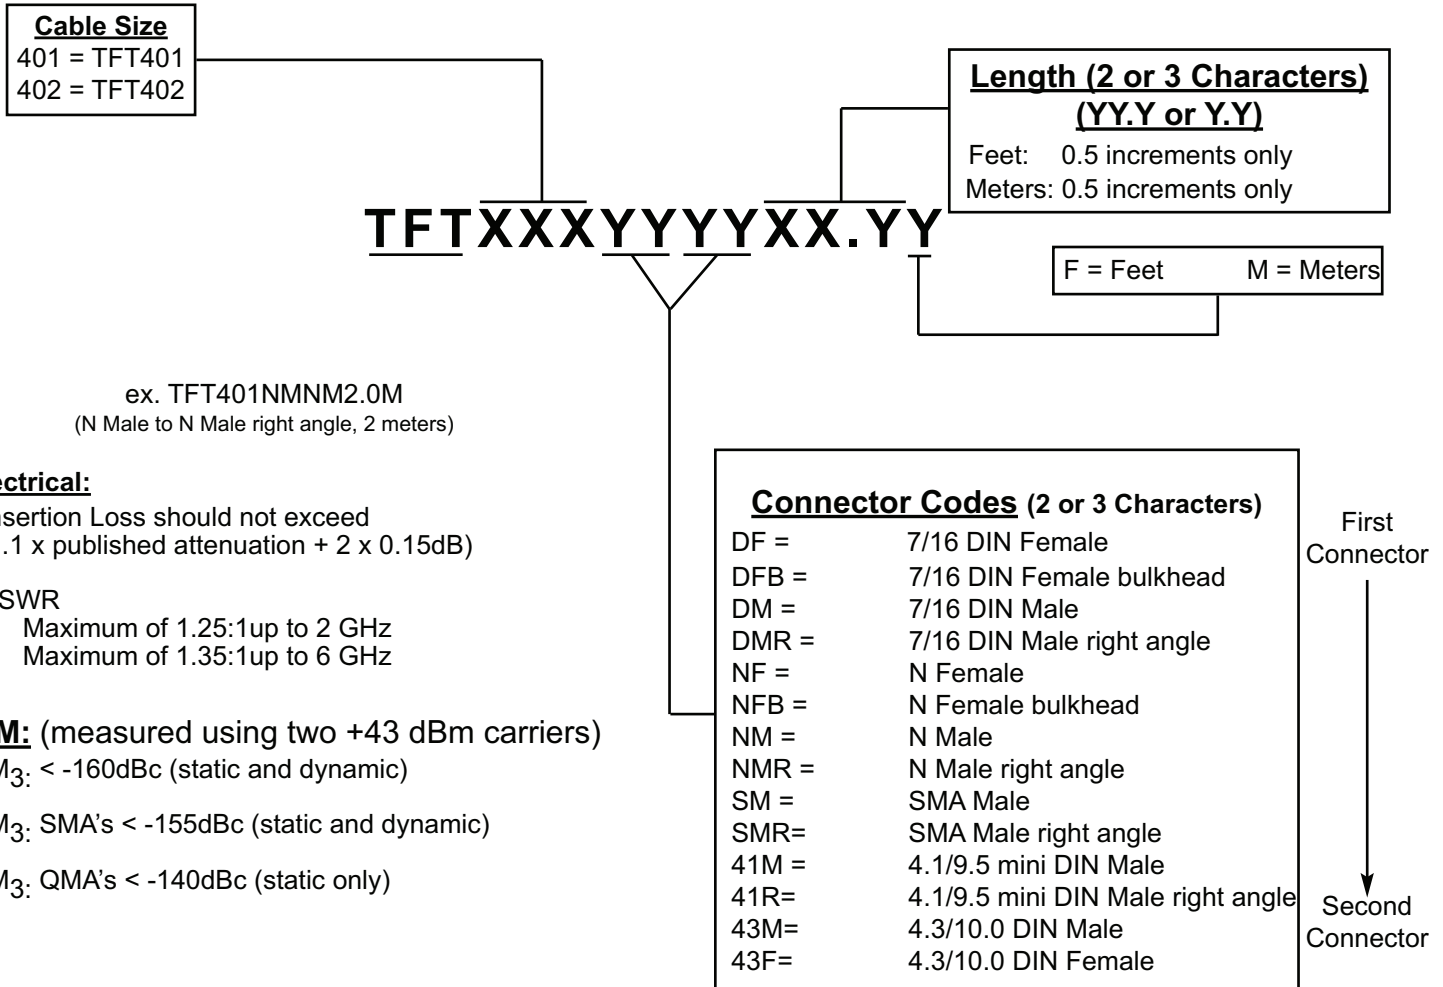 Cable Size
401 = TFT401
402 = TFT402
Length (2 or 3 Characters)
(YY.Y or Y.Y)
Feet: 0.5 increments only
Meters: 0.5 increments only
TFTXXXYYYYXX.YY
F = Feet M = Meters
ex. TFT401NMNM2.0M
(N Male to N Male right angle, 2 meters)
ectrical:
nsertion Loss should not exceed
.1 x published attenuation + 2 x 0.15dB)
SWR
Maximum of 1.25:1up to 2 GHz
Maximum of 1.35:1up to 6 GHz
M: (measured using two +43 dBm carriers)
M3: < -160dBc (static and dynamic)
M3: SMA's < -155dBc (static and dynamic)
M3: QMA's < -140dBc (static only)
Connector Codes (2 or 3 Characters)
DF = 7/16 DIN Female
DFB = 7/16 DIN Female bulkhead
DM = 7/16 DIN Male
DMR = 7/16 DIN Male right angle
NF = N Female
NFB = N Female bulkhead
NM = N Male
NMR = N Male right angle
SM = SMA Male
SMR= SMA Male right angle
41M = 4.1/9.5 mini DIN Male
41R= 4.1/9.5 mini DIN Male right angle
43M= 4.3/10.0 DIN Male
43F= 4.3/10.0 DIN Female
First
Connector
Second
Connector